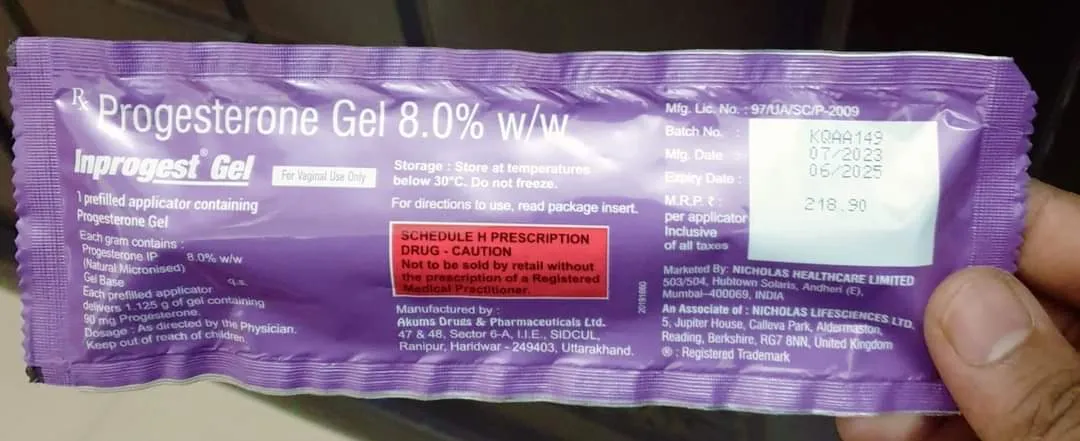 Rx Progesterone Gel 8.0% w/w
Inprogest® Gel
For Vaginal Use Only
1 prefilled applicator containing
Progesterone Gel
Each gram contains :
Progesterone IP 8.0% w/w
(Natural Micronised)
Gel Base q.s.
Each prefilled applicator
delivers 1.125 g of gel containing
90 mg Progesterone.
Dosage : As directed by the Physician.
Keep out of reach of children.
Storage : Store at temperatures
below 30°C. Do not freeze.
For directions to use, read package insert.
SCHEDULE H PRESCRIPTION
DRUG - CAUTION
Not to be sold by retail without
the prescription of a Registered
Medical Practitioner.
Manufactured by :
Akums Drugs & Pharmaceuticals Ltd.
47 & 48, Sector 6-A, I.I.E., SIDCUL,
Ranipur, Haridwar - 249403, Uttarakhand.
20191660
Mfg. Lic. No. : 97/UA/SC/P-2009
Batch No. : KQAA149
Mfg. Date : 07/2023
Expiry Date : 06/2025
M.R.P. ₹ : 218.90
per applicator
Inclusive
of all taxes
Marketed By: NICHOLAS HEALTHCARE LIMITED
503/504, Hubtown Solaris, Andheri (E),
Mumbai–400069, INDIA
An Associate of : NICHOLAS LIFESCIENCES LTD.
5, Jupiter House, Calleva Park, Aldermaston,
Reading, Berkshire, RG7 8NN, United Kingdom
® : Registered Trademark